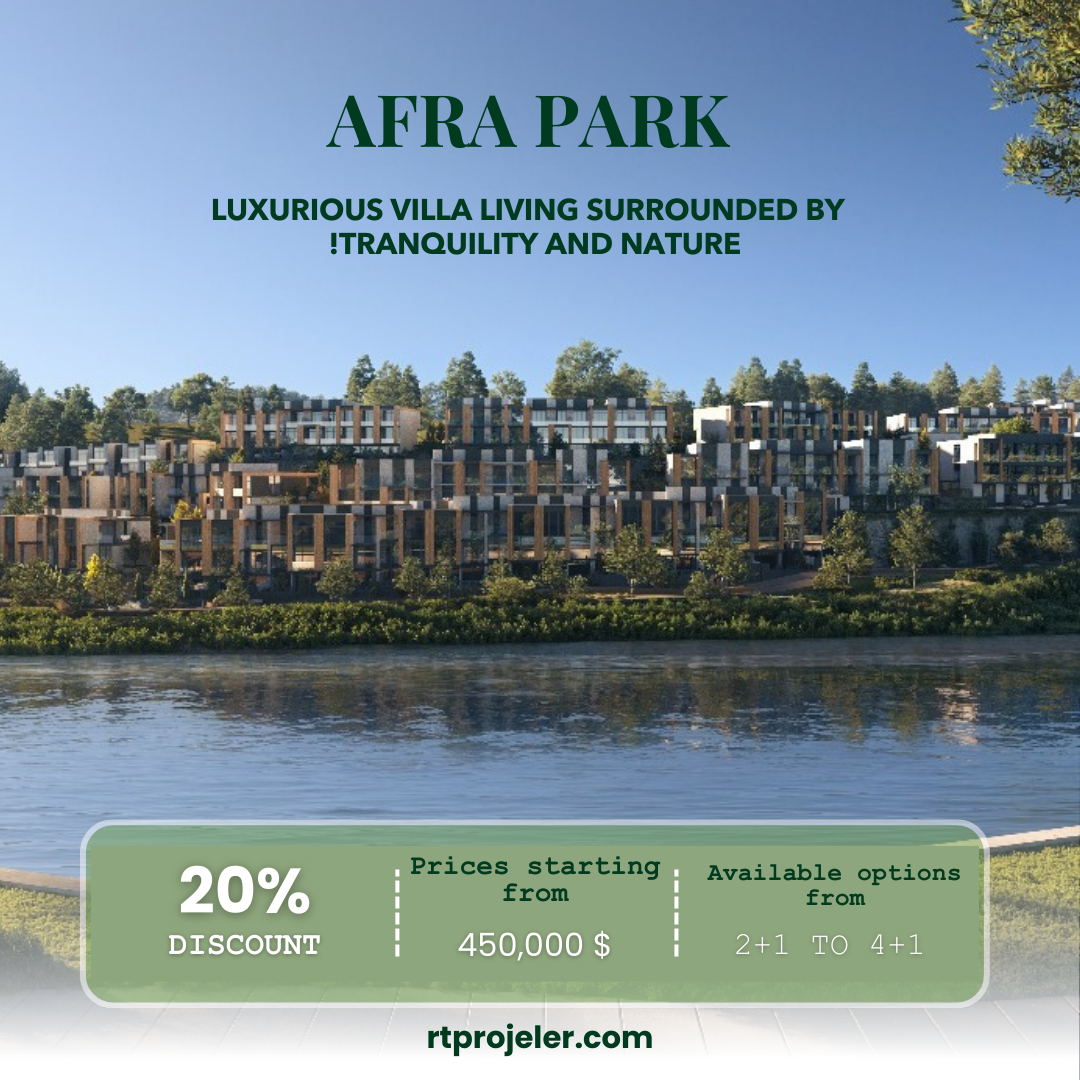 AFRA PARK
LUXURIOUS VILLA LIVING SURROUNDED BY
!TRANQUILITY AND NATURE
20%
DISCOUNT
Prices starting
from
450,000 $
Available options
from
2+1 TO 4+1
rtprojeler.com